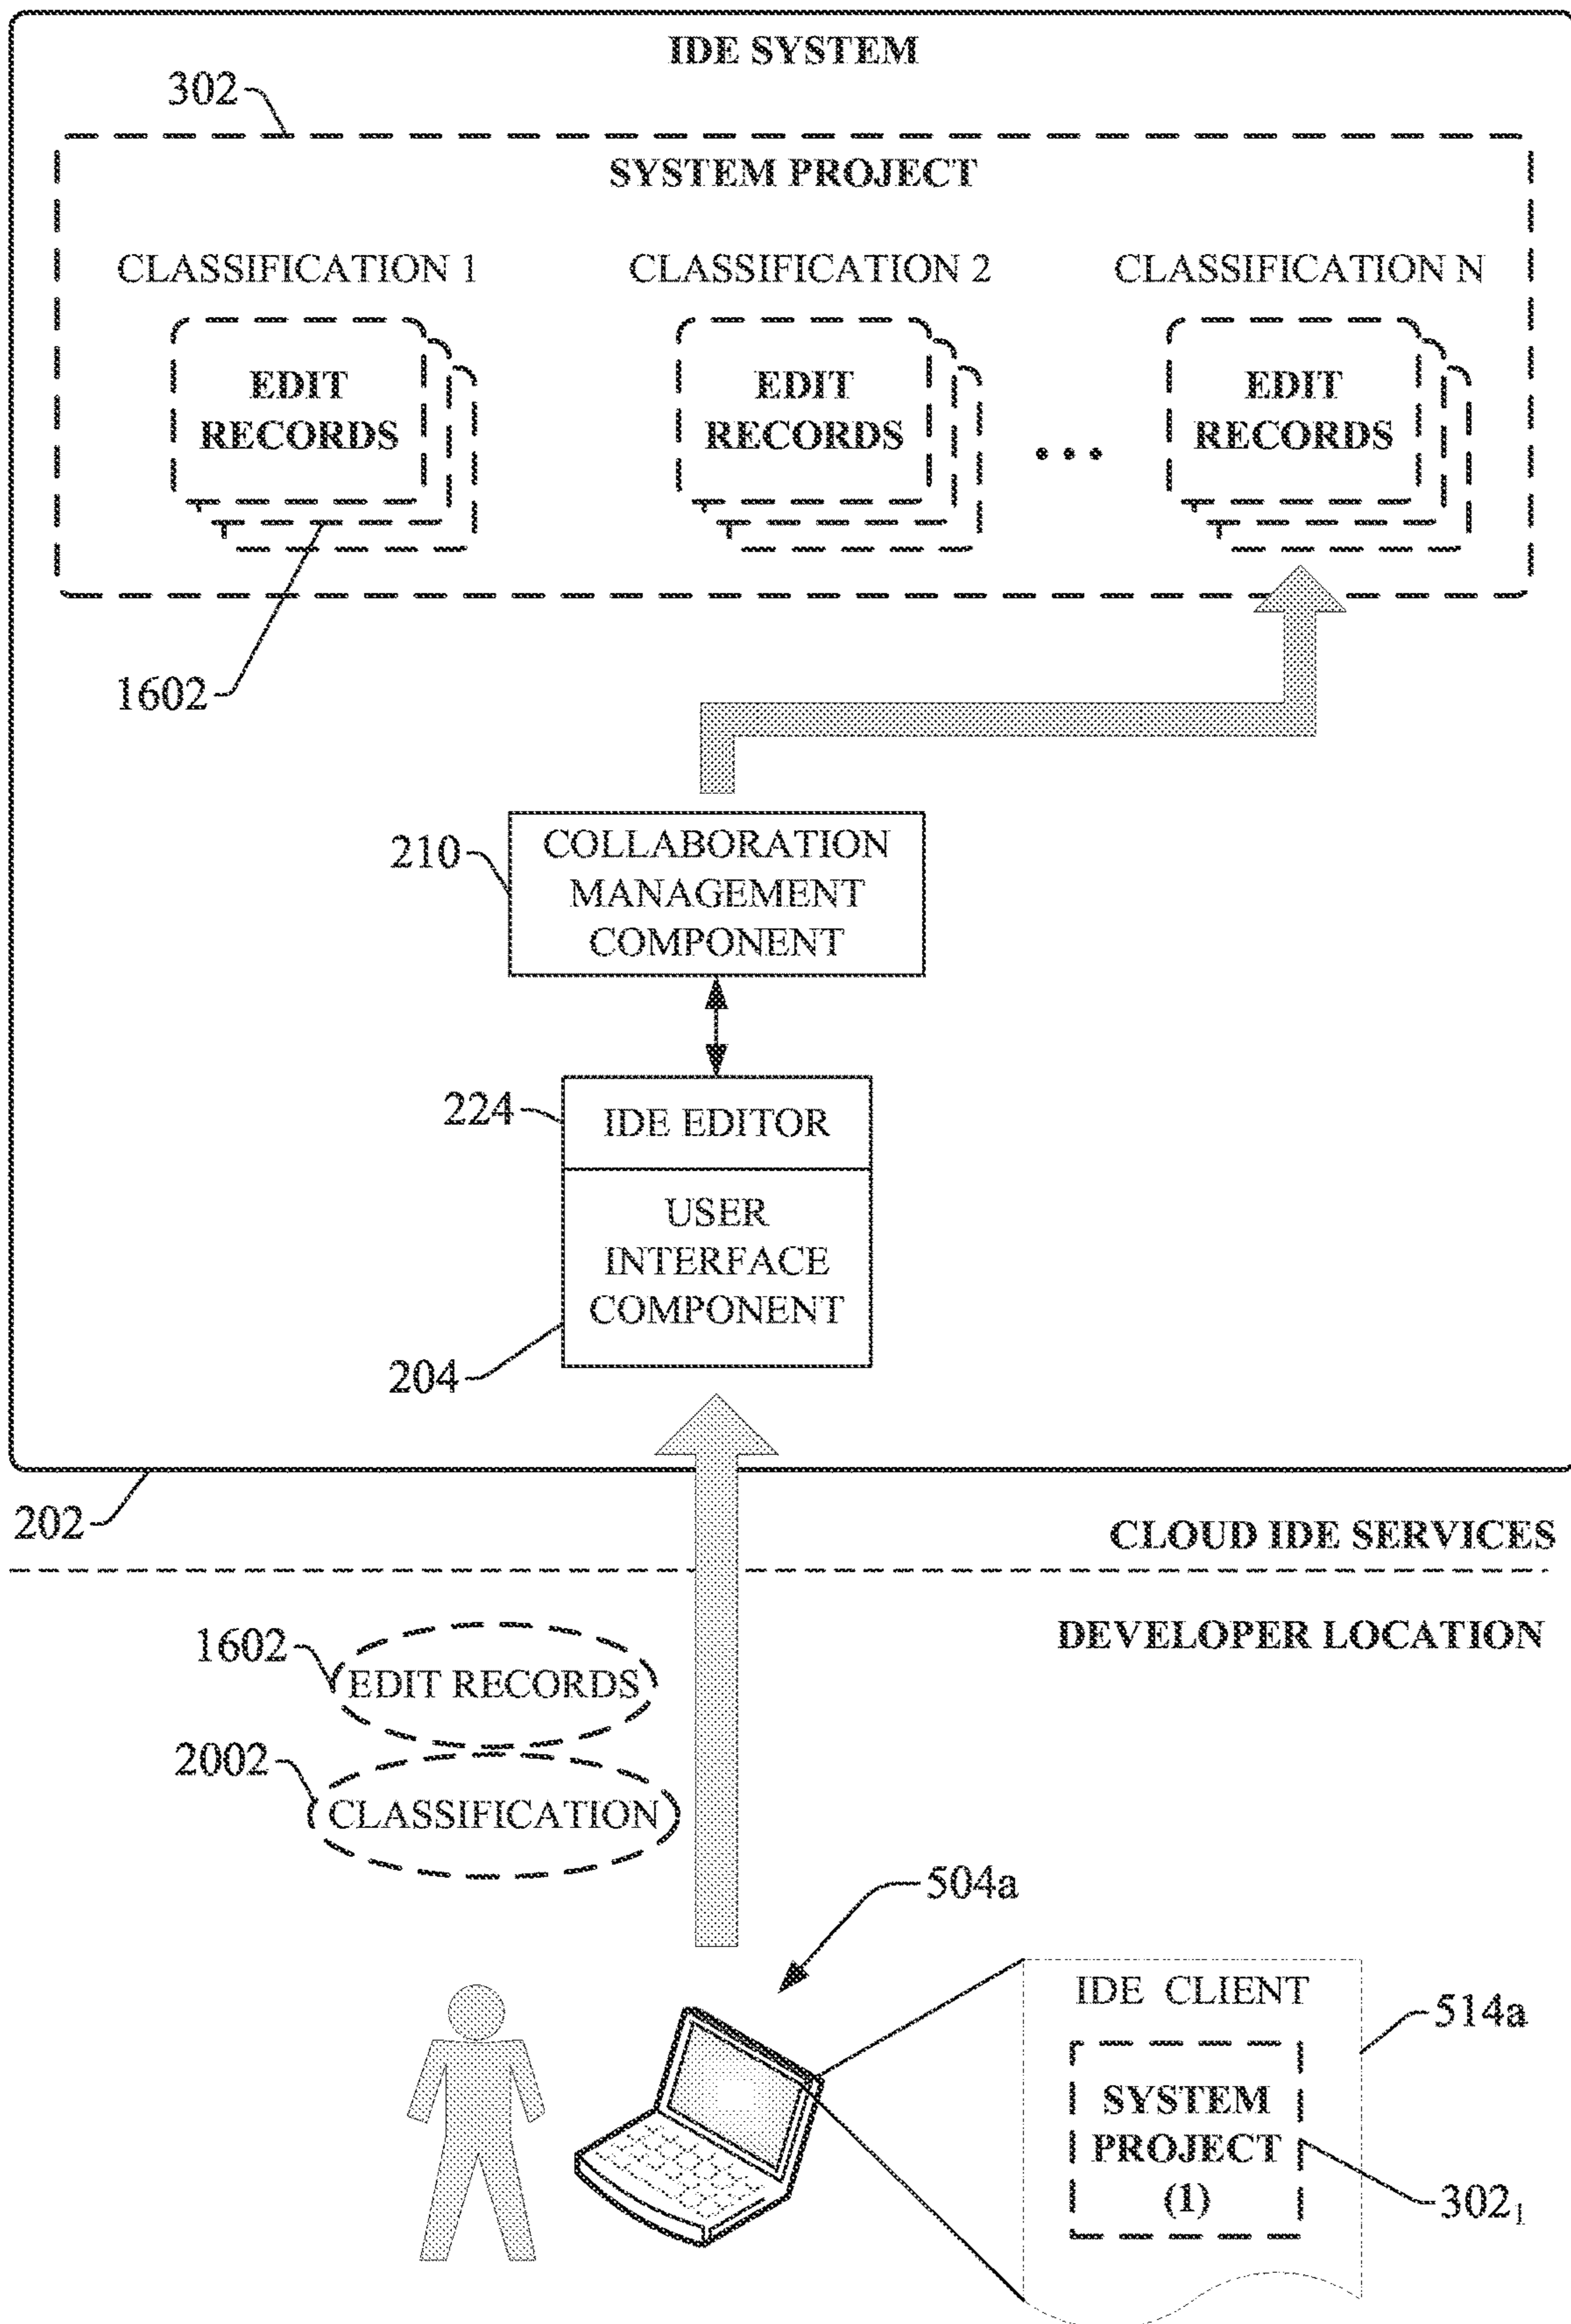 IDE SYSTEM
302
SYSTEM PROJECT
CLASSIFICATION 1
CLASSIFICATION 2
CLASSIFICATION N
EDIT
RECORDS
EDIT
RECORDS
...
EDIT
RECORDS
1602
210
COLLABORATION
MANAGEMENT
COMPONENT
224
IDE EDITOR
USER
INTERFACE
COMPONENT
204
202
CLOUD IDE SERVICES
DEVELOPER LOCATION
1602
EDIT RECORDS
2002
CLASSIFICATION
504a
IDE CLIENT
514a
SYSTEM
PROJECT
(1)
302₁